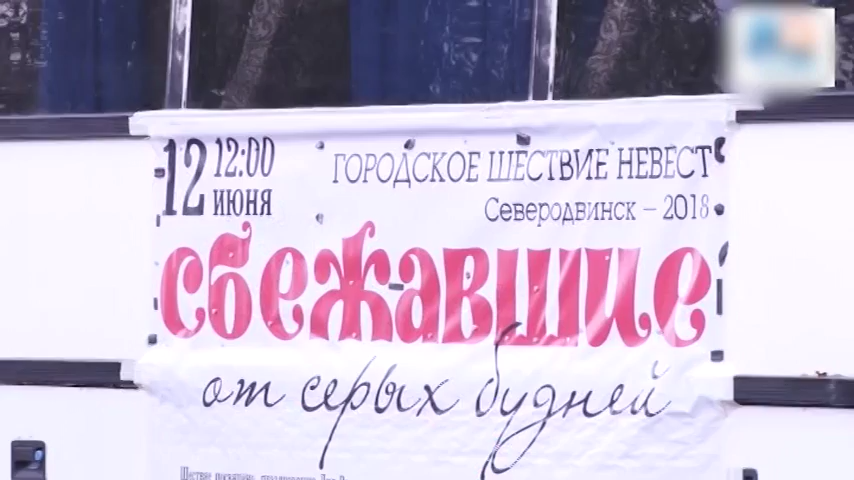 12 июня 12:00
ГОРОДСКОЕ ШЕСТВИЕ НЕВЕСТ
Северодвинск – 2018
сбежавшие
от серых будней